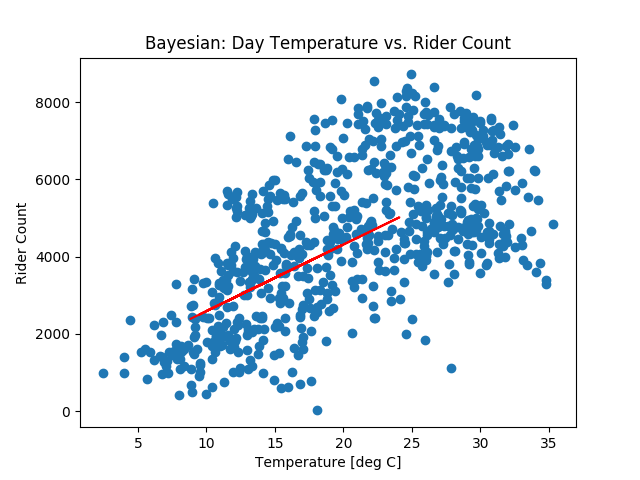 Bayesian: Day Temperature vs. Rider Count
8000
6000
4000
2000
0
Rider Count
5 10 15 20 25 30 35
Temperature [deg C]